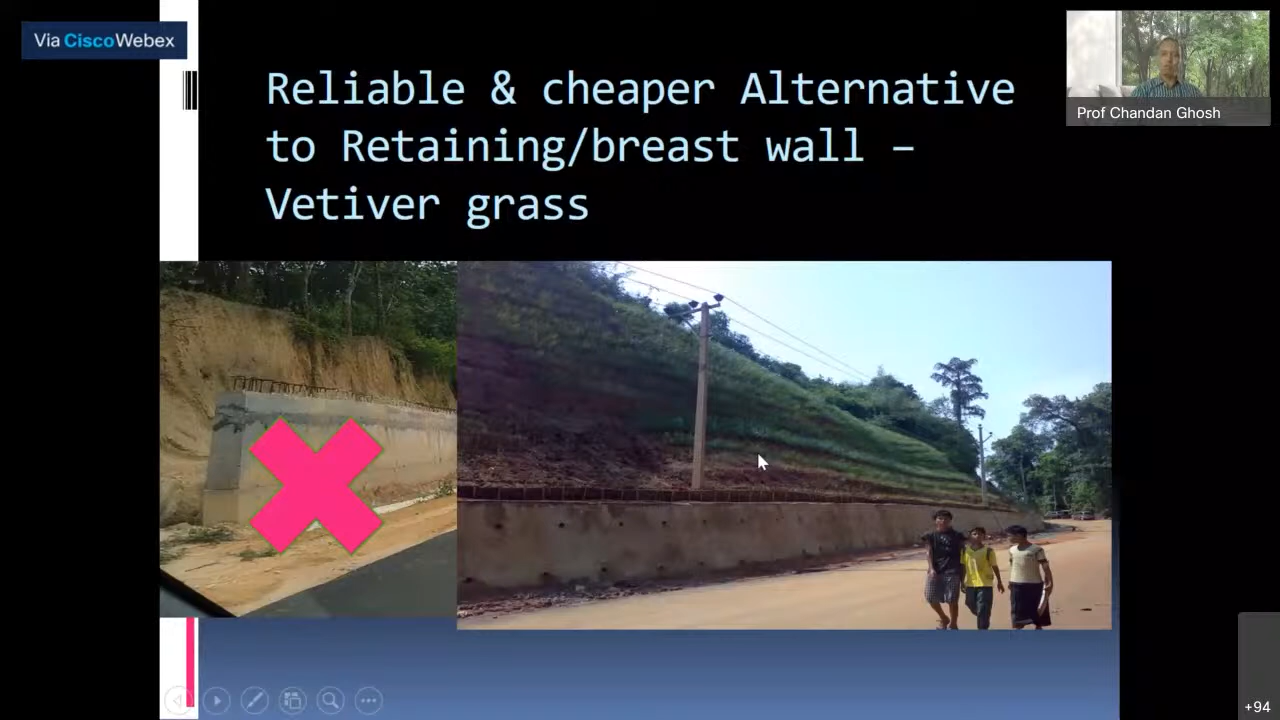 Via CiscoWebex
Reliable & cheaper Alternative
to Retaining/breast wall –
Vetiver grass
Prof Chandan Ghosh
+94